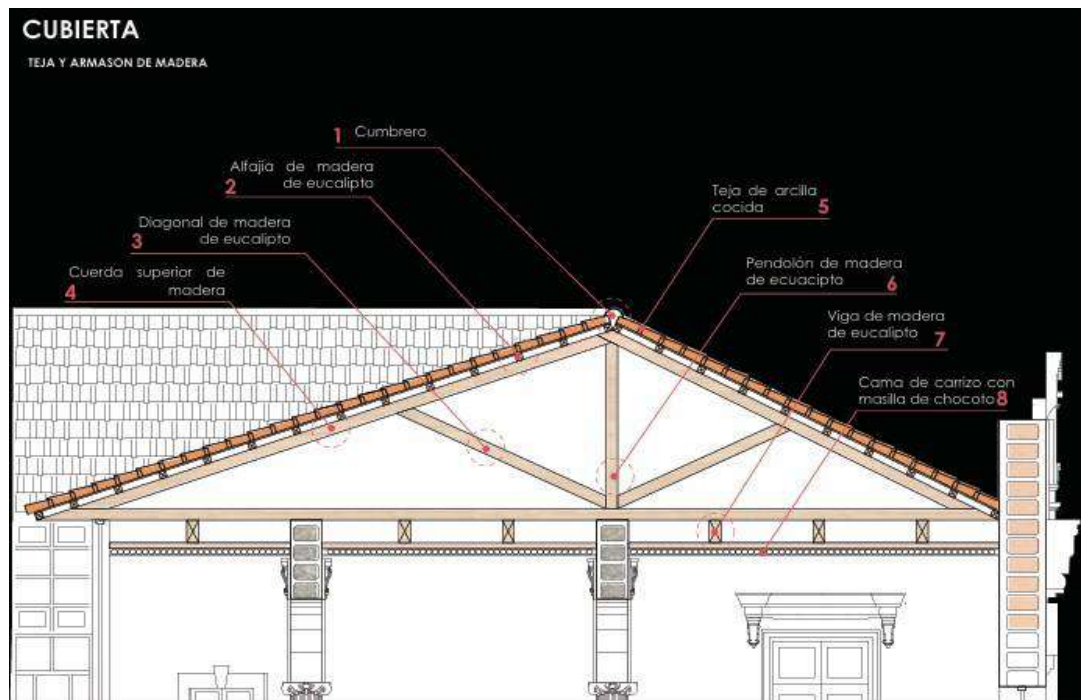 CUBIERTA
TEJA Y ARMASON DE MADERA
1 Cumbrero
Alfajía de madera
2 de eucalipto
Diagonal de madera
3 de eucalipto
Cuerda superior de
4 madera
Teja de arcilla
cocida 5
Pendolón de madera
de ecuacipto 6
Viga de madera
de eucalipto 7
Cama de carrizo con
masilla de chocoto 8